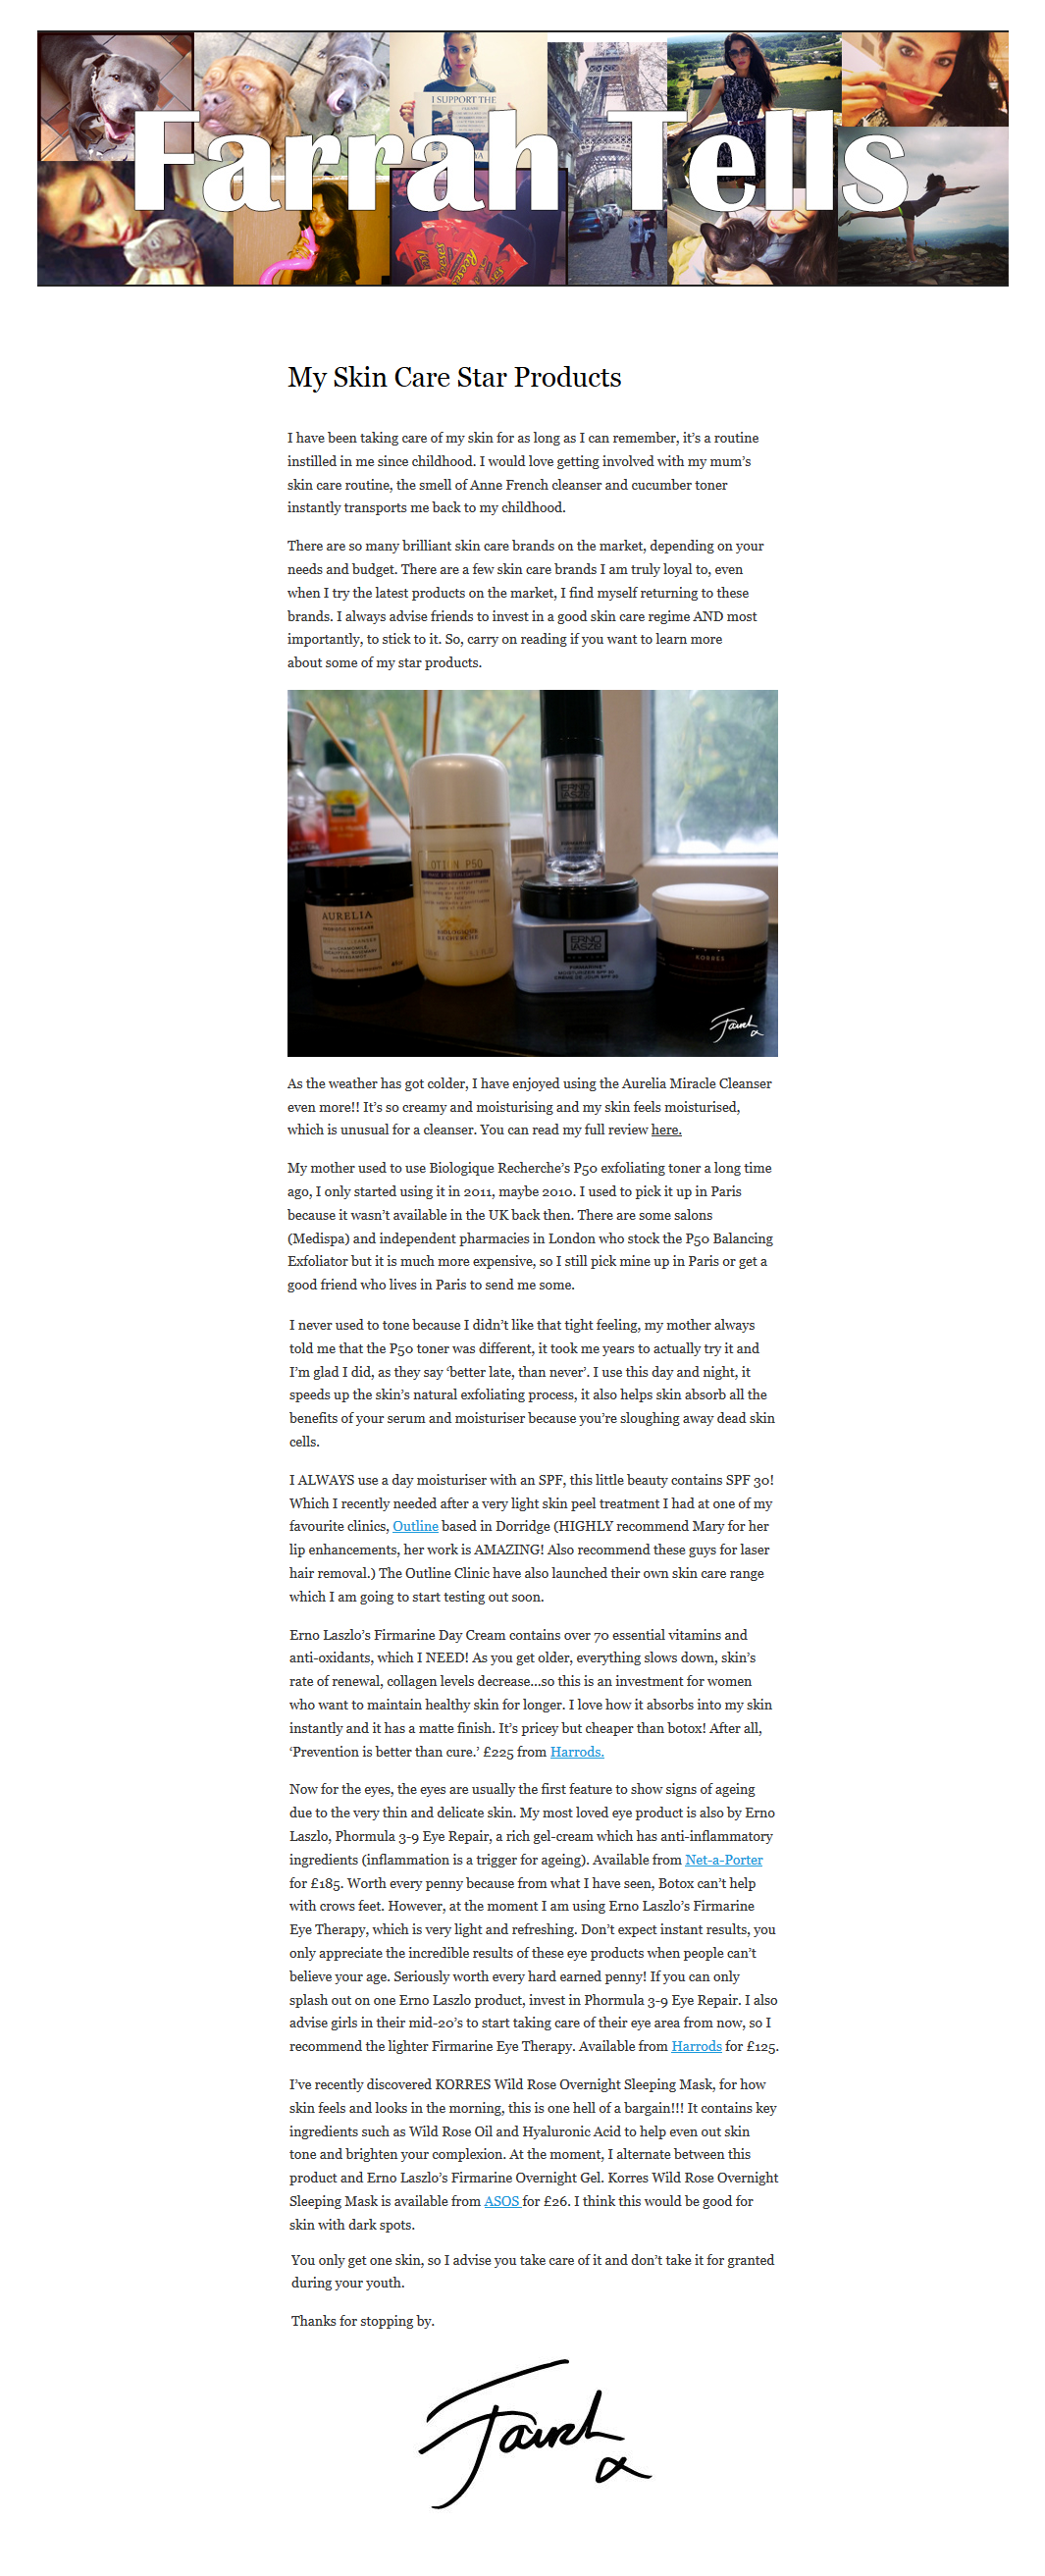 I SUPPORT THE
Farrah Tells
My Skin Care Star Products
I have been taking care of my skin for as long as I can remember, it’s a routine
instilled in me since childhood. I would love getting involved with my mum’s
skin care routine, the smell of Anne French cleanser and cucumber toner
instantly transports me back to my childhood.
There are so many brilliant skin care brands on the market, depending on your
needs and budget. There are a few skin care brands I am truly loyal to, even
when I try the latest products on the market, I find myself returning to these
brands. I always advise friends to invest in a good skin care regime AND most
importantly, to stick to it. So, carry on reading if you want to learn more
about some of my star products.
AURELIA
PROBIOTIC SKINCARE
LOTION P50
BIOLOGIQUE
RECHERCHE
ERNO
LASZLO
FIRMARINE
ERNO
LASZLO
NEW YORK
FIRMARINE
MOISTURIZER SPF 30
CREME DE JOUR SPF 30
KORRES
Farrah
As the weather has got colder, I have enjoyed using the Aurelia Miracle Cleanser
even more!! It’s so creamy and moisturising and my skin feels moisturised,
which is unusual for a cleanser. You can read my full review here.
My mother used to use Biologique Recherche’s P50 exfoliating toner a long time
ago, I only started using it in 2011, maybe 2010. I used to pick it up in Paris
because it wasn’t available in the UK back then. There are some salons
(Medispa) and independent pharmacies in London who stock the P50 Balancing
Exfoliator but it is much more expensive, so I still pick mine up in Paris or get a
good friend who lives in Paris to send me some.
I never used to tone because I didn’t like that tight feeling, my mother always
told me that the P50 toner was different, it took me years to actually try it and
I’m glad I did, as they say ‘better late, than never’. I use this day and night, it
speeds up the skin’s natural exfoliating process, it also helps skin absorb all the
benefits of your serum and moisturiser because you’re sloughing away dead skin
cells.
I ALWAYS use a day moisturiser with an SPF, this little beauty contains SPF 30!
Which I recently needed after a very light skin peel treatment I had at one of my
favourite clinics, Outline based in Dorridge (HIGHLY recommend Mary for her
lip enhancements, her work is AMAZING! Also recommend these guys for laser
hair removal.) The Outline Clinic have also launched their own skin care range
which I am going to start testing out soon.
Erno Laszlo’s Firmarine Day Cream contains over 70 essential vitamins and
anti-oxidants, which I NEED! As you get older, everything slows down, skin’s
rate of renewal, collagen levels decrease...so this is an investment for women
who want to maintain healthy skin for longer. I love how it absorbs into my skin
instantly and it has a matte finish. It’s pricey but cheaper than botox! After all,
‘Prevention is better than cure.’ £225 from Harrods.
Now for the eyes, the eyes are usually the first feature to show signs of ageing
due to the very thin and delicate skin. My most loved eye product is also by Erno
Laszlo, Phormula 3-9 Eye Repair, a rich gel-cream which has anti-inflammatory
ingredients (inflammation is a trigger for ageing). Available from Net-a-Porter
for £185. Worth every penny because from what I have seen, Botox can’t help
with crows feet. However, at the moment I am using Erno Laszlo’s Firmarine
Eye Therapy, which is very light and refreshing. Don’t expect instant results, you
only appreciate the incredible results of these eye products when people can’t
believe your age. Seriously worth every hard earned penny! If you can only
splash out on one Erno Laszlo product, invest in Phormula 3-9 Eye Repair. I also
advise girls in their mid-20’s to start taking care of their eye area from now, so I
recommend the lighter Firmarine Eye Therapy. Available from Harrods for £125.
I’ve recently discovered KORRES Wild Rose Overnight Sleeping Mask, for how
skin feels and looks in the morning, this is one hell of a bargain!!! It contains key
ingredients such as Wild Rose Oil and Hyaluronic Acid to help even out skin
tone and brighten your complexion. At the moment, I alternate between this
product and Erno Laszlo’s Firmarine Overnight Gel. Korres Wild Rose Overnight
Sleeping Mask is available from ASOS for £26. I think this would be good for
skin with dark spots.
You only get one skin, so I advise you take care of it and don’t take it for granted
during your youth.
Thanks for stopping by.
Farrah